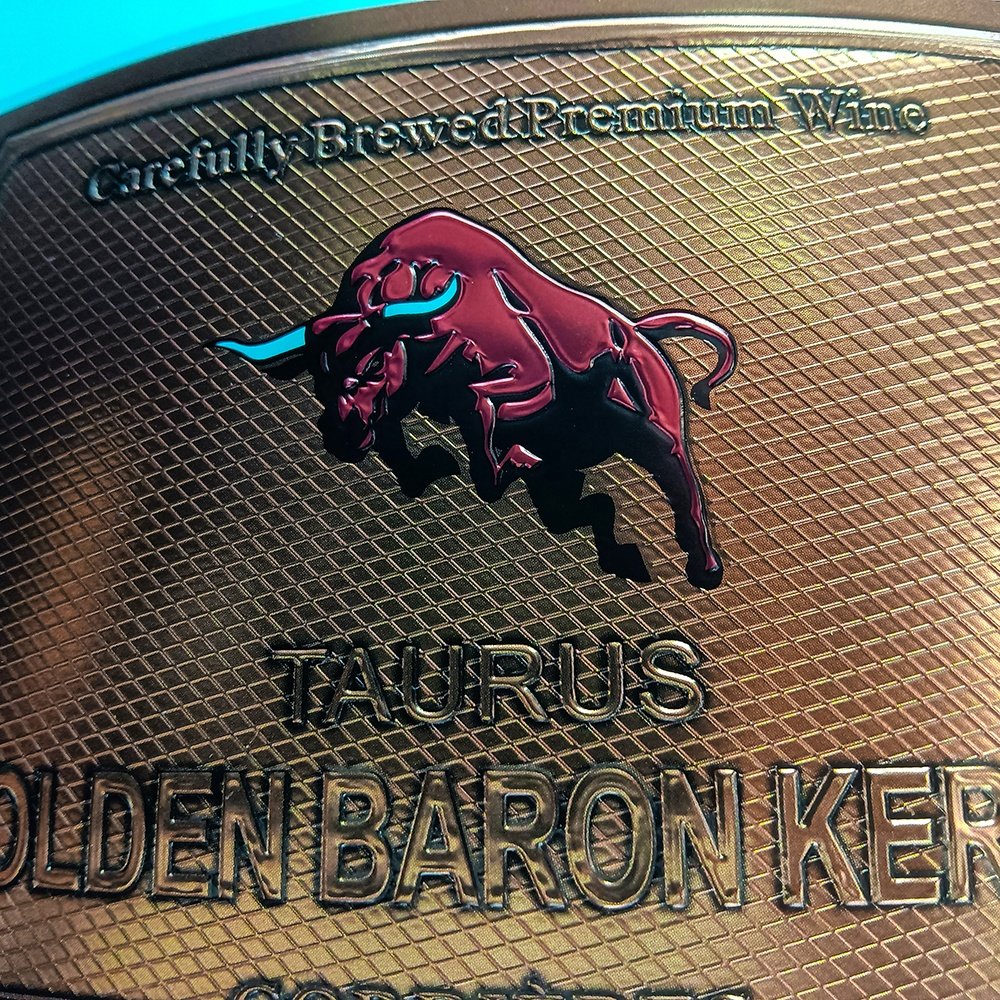 Carefully Brewed Premium Wine
TAURUS
OLDEN BARON KER